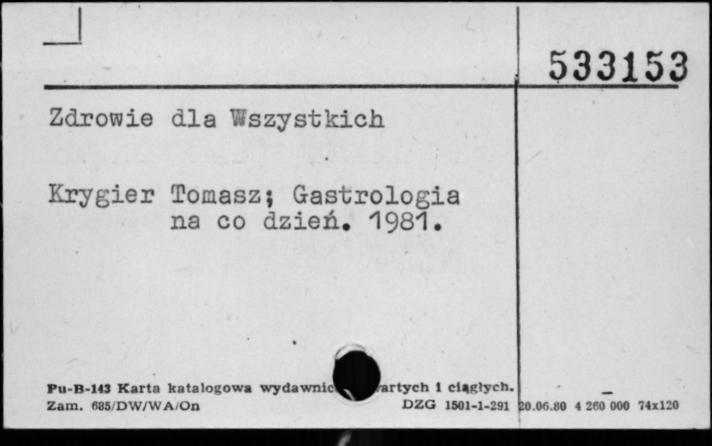 533153
Zdrowie dla Wszystkich
Krygier Tomasz; Gastrologia
na co dzień. 1981.
Pu-B-143 Karta katalogowa wydawnic artych i ciągłych.
Zam. 685/DW/WA/On DZG 1501-1-291 20.06.80 4 260 000 74x120